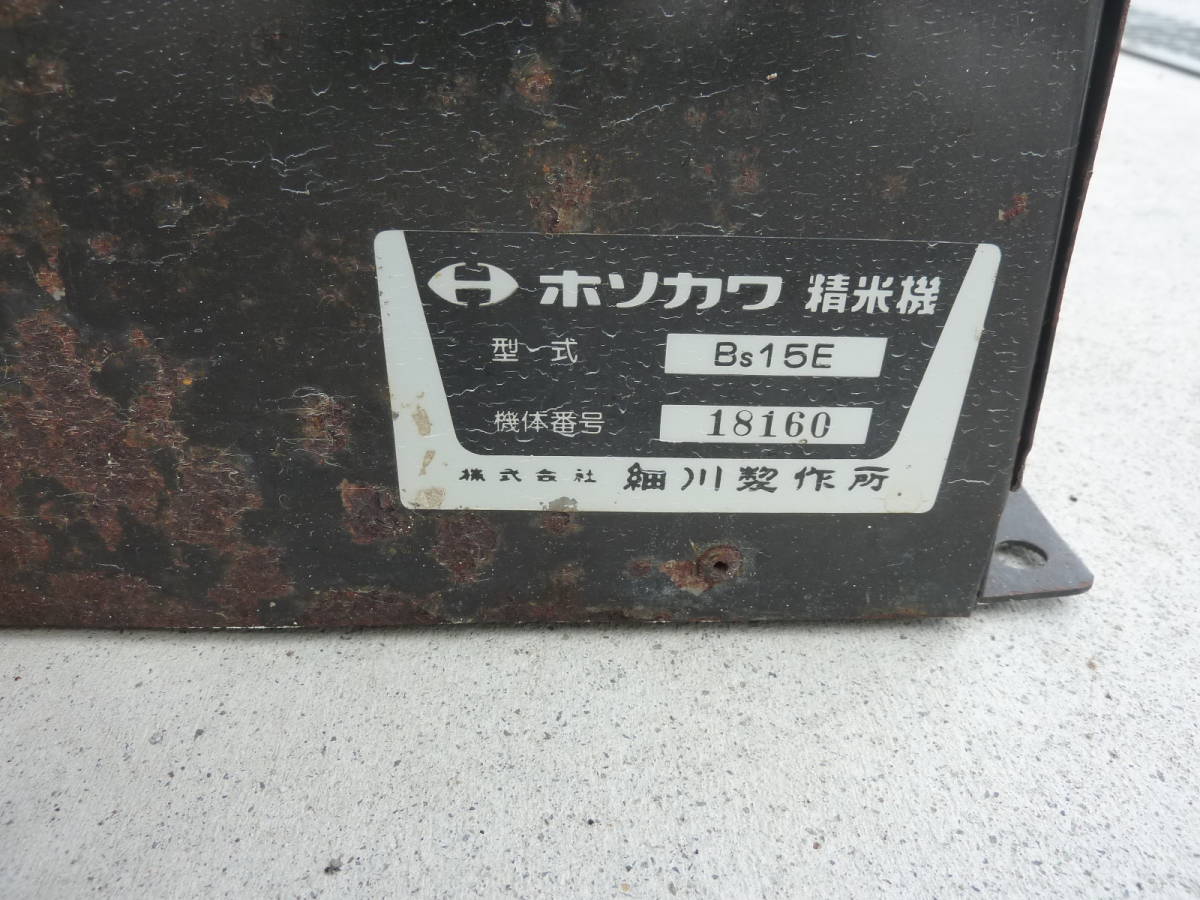 ホソカワ 精米機
型式 Bs15E
機体番号 18160
株式会社 細川製作所